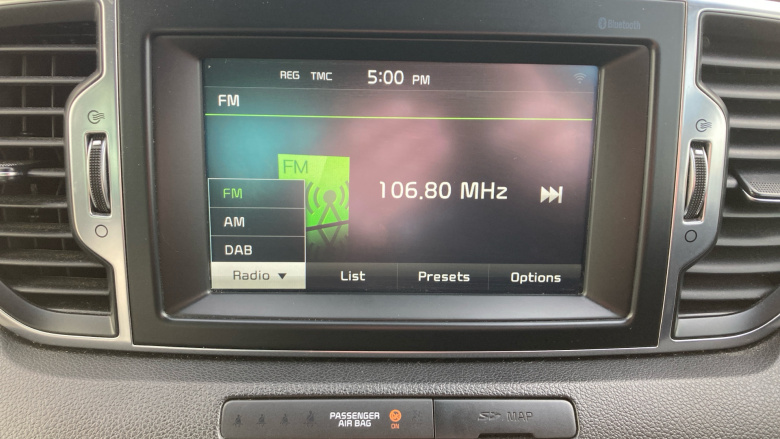 Bluetooth
REG TMC 5:00 PM
FM
FM
106.80 MHz
FM
AM
DAB
Radio ▼ List Presets Options
PASSENGER
AIR BAG ON
SD MAP